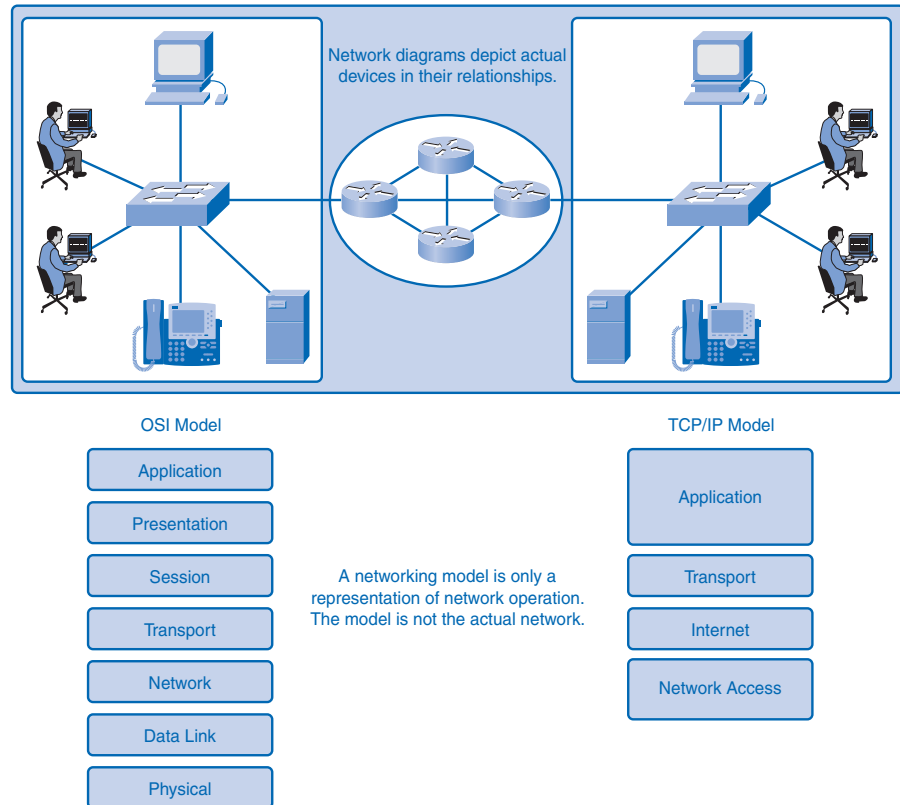 Network diagrams depict actual
devices in their relationships.
OSI Model
Application
Presentation
Session
Transport
Network
Data Link
Physical
A networking model is only a
representation of network operation.
The model is not the actual network.
TCP/IP Model
Application
Transport
Internet
Network Access